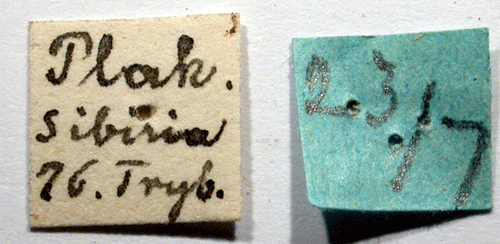 Plak.
sibiria
76. Tryb.
23/7